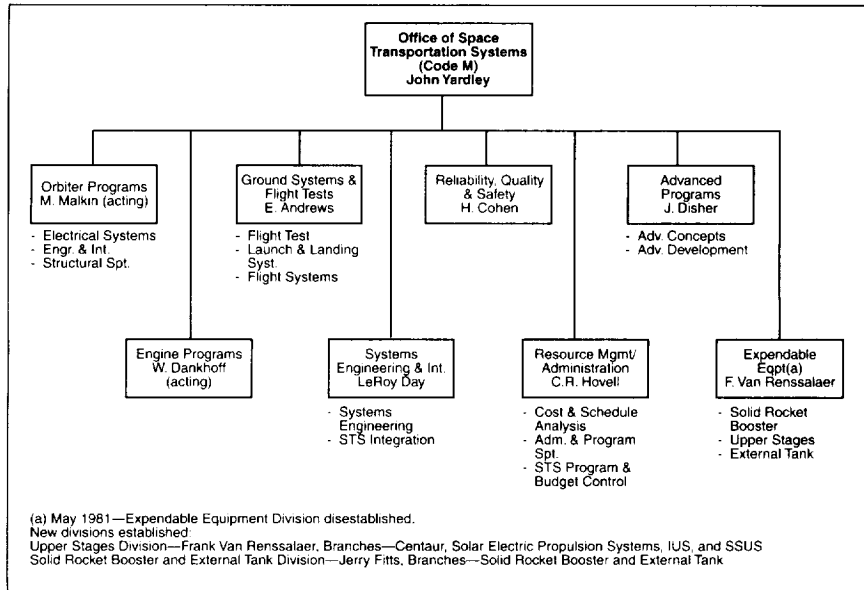 Office of Space
Transportation Systems
(Code M)
John Yardley
Orbiter Programs
M. Malkin (acting)
- Electrical Systems
- Engr. & Int.
- Structural Spt.
Ground Systems &
Flight Tests
E. Andrews
- Flight Test
- Launch & Landing
Syst.
- Flight Systems
Reliability, Quality
& Safety
H. Cohen
Advanced
Programs
J. Disher
- Adv. Concepts
- Adv. Development
Engine Programs
W. Dankhoff
(acting)
Systems
Engineering & Int.
LeRoy Day
- Systems
Engineering
- STS Integration
Resource Mgmt/
Administration
C.R. Hovell
- Cost & Schedule
Analysis
- Adm. & Program
Spt.
- STS Program &
Budget Control
Expendable
Eqpt(a)
F. Van Renssalaer
- Solid Rocket
Booster
- Upper Stages
- External Tank
(a) May 1981—Expendable Equipment Division disestablished.
New divisions established:
Upper Stages Division—Frank Van Renssalaer, Branches—Centaur, Solar Electric Propulsion Systems, IUS, and SSUS
Solid Rocket Booster and External Tank Division—Jerry Fitts, Branches—Solid Rocket Booster and External Tank